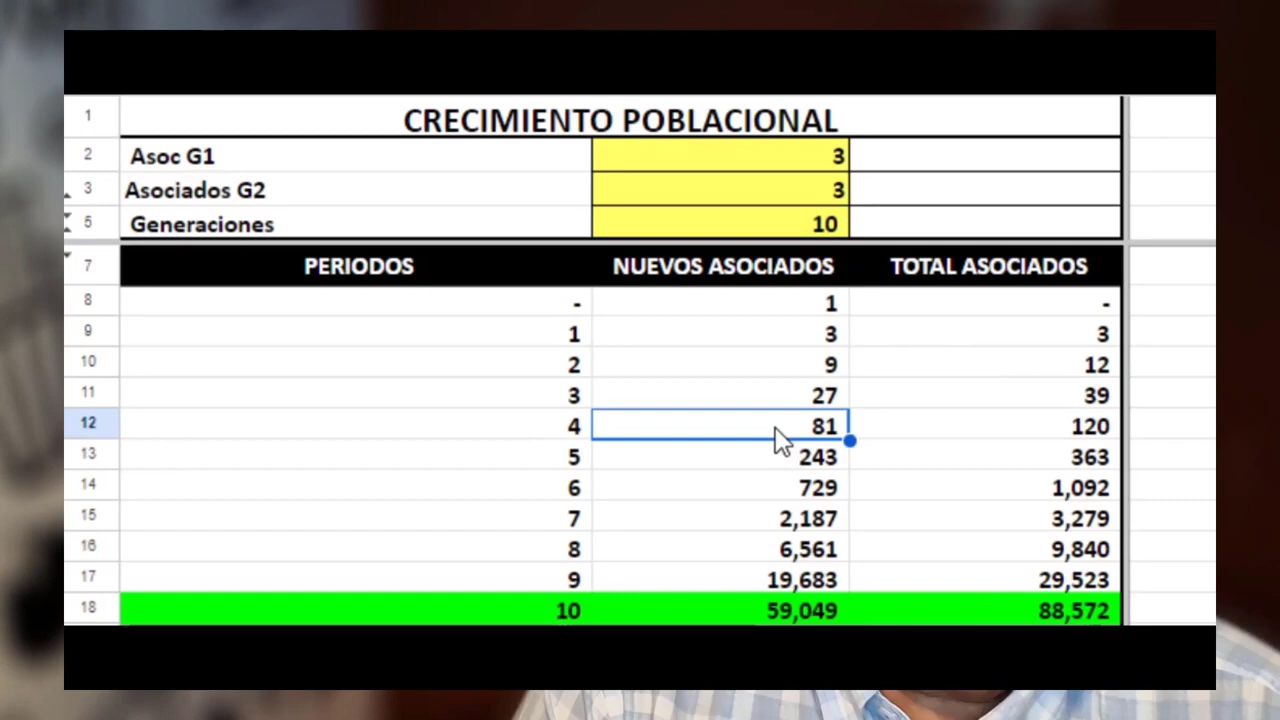 1 CRECIMIENTO POBLACIONAL
2 Asoc G1 3
3 Asociados G2 3
5 Generaciones 10
7 PERIODOS NUEVOS ASOCIADOS TOTAL ASOCIADOS
8 - 1 -
9 1 3 3
10 2 9 12
11 3 27 39
12 4 81 120
13 5 243 363
14 6 729 1,092
15 7 2,187 3,279
16 8 6,561 9,840
17 9 19,683 29,523
18 10 59,049 88,572